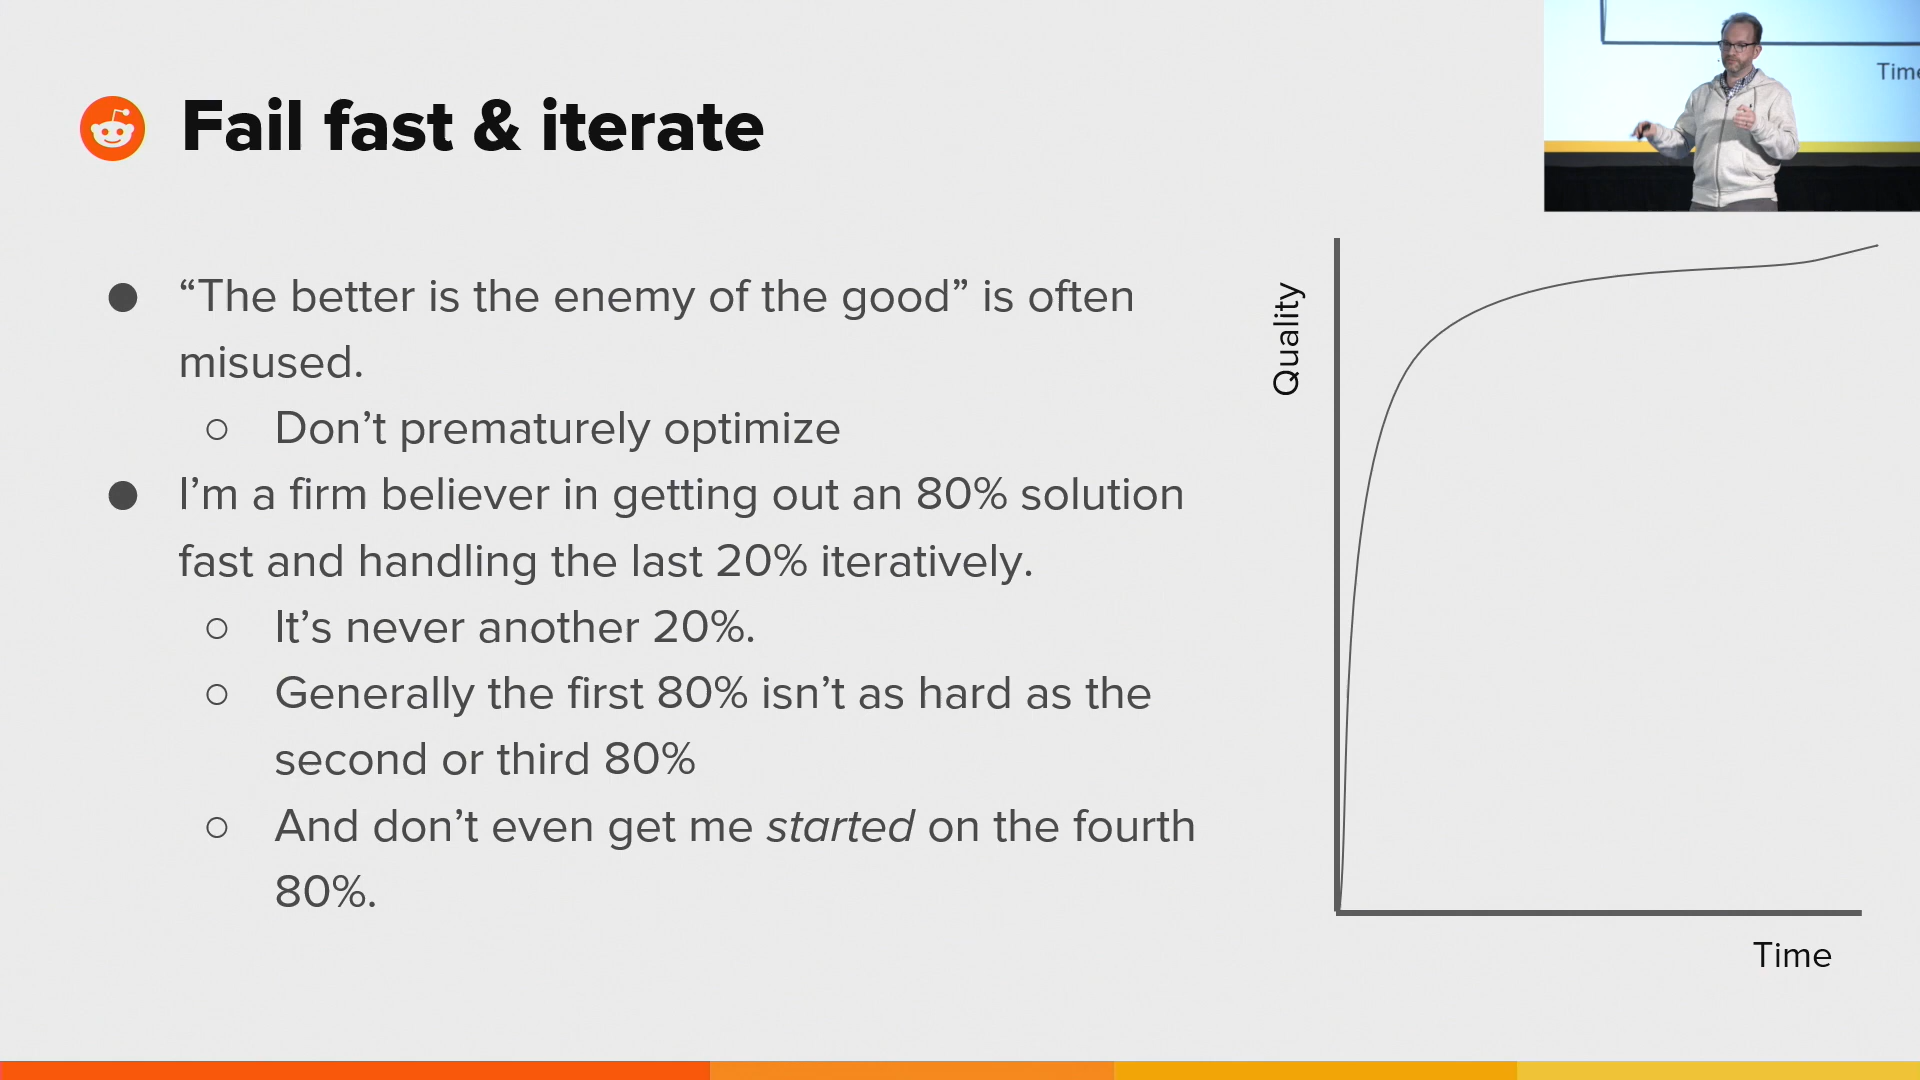 Fail fast & iterate
● “The better is the enemy of the good” is often
misused.
○ Don’t prematurely optimize
● I’m a firm believer in getting out an 80% solution
fast and handling the last 20% iteratively.
○ It’s never another 20%.
○ Generally the first 80% isn’t as hard as the
second or third 80%
○ And don’t even get me started on the fourth
80%.
Quality
Time
Time